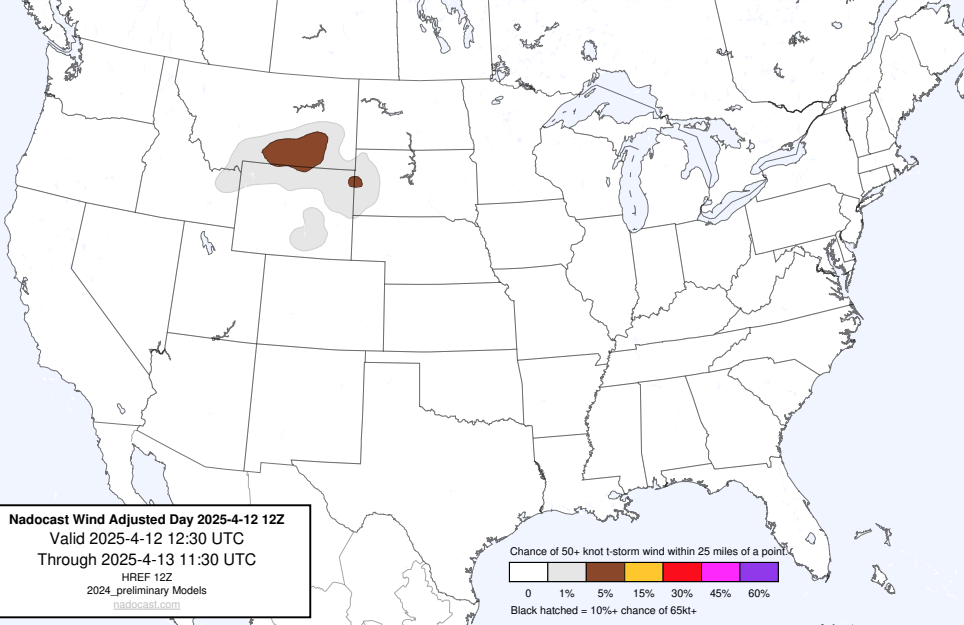 Nadocast Wind Adjusted Day 2025-4-12 12Z
Valid 2025-4-12 12:30 UTC
Through 2025-4-13 11:30 UTC
HREF 12Z
2024_preliminary Models
nadocast.com
Chance of 50+ knot t-storm wind within 25 miles of a point.
0 1% 5% 15% 30% 45% 60%
Black hatched = 10%+ chance of 65kt+